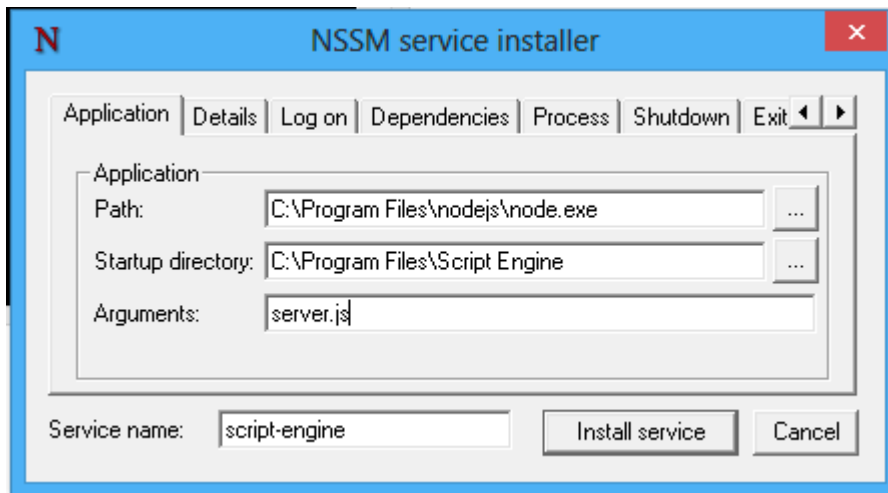 N NSSM service installer
Application Details Log on Dependencies Process Shutdown Exit
Application
Path: C:\Program Files\nodejs\node.exe ...
Startup directory: C:\Program Files\Script Engine ...
Arguments: server.js
Service name: script-engine Install service Cancel